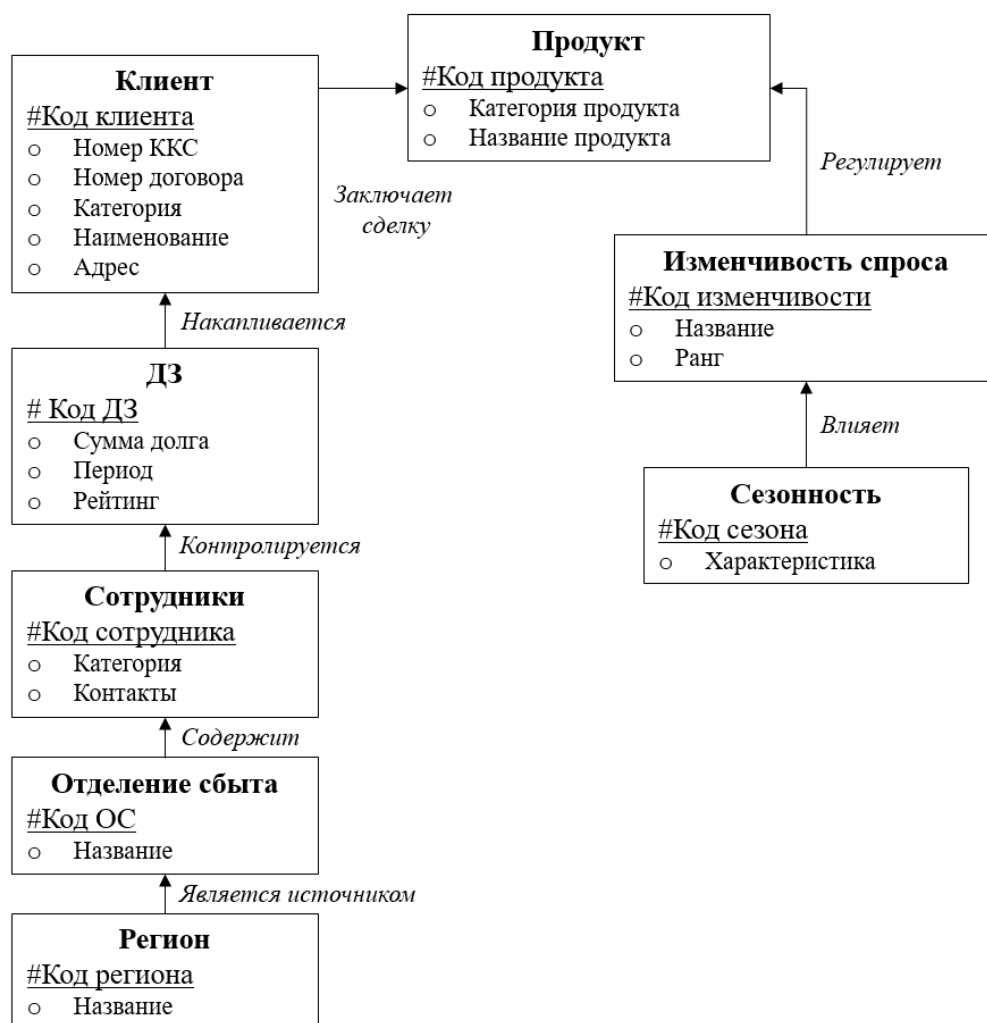 Продукт
#Код продукта
o Категория продукта
o Название продукта
Клиент
#Код клиента
o Номер ККС
o Номер договора
o Категория
o Наименование
o Адрес
Заключает
сделку
Регулирует
Изменчивость спроса
#Код изменчивости
o Название
o Ранг
Накапливается
ДЗ
# Код ДЗ
o Сумма долга
o Период
o Рейтинг
Влияет
Сезонность
#Код сезона
o Характеристика
Контролируется
Сотрудники
#Код сотрудника
o Категория
o Контакты
Содержит
Отделение сбыта
#Код ОС
o Название
Является источником
Регион
#Код региона
o Название